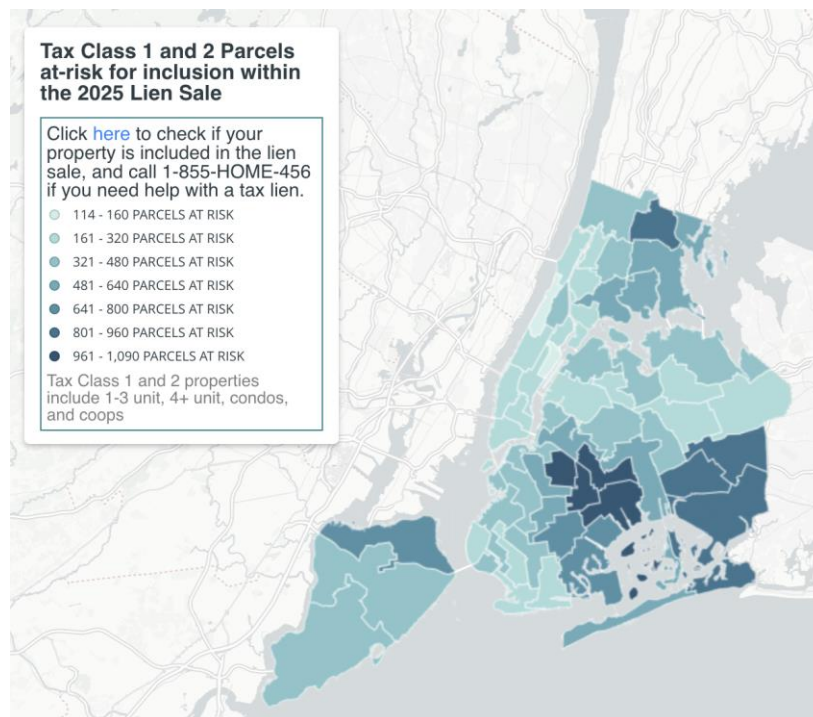 Tax Class 1 and 2 Parcels
at-risk for inclusion within
the 2025 Lien Sale
Click here to check if your
property is included in the lien
sale, and call 1-855-HOME-456
if you need help with a tax lien.
114 - 160 PARCELS AT RISK
161 - 320 PARCELS AT RISK
321 - 480 PARCELS AT RISK
481 - 640 PARCELS AT RISK
641 - 800 PARCELS AT RISK
801 - 960 PARCELS AT RISK
961 - 1,090 PARCELS AT RISK
Tax Class 1 and 2 properties
include 1-3 unit, 4+ unit, condos,
and coops